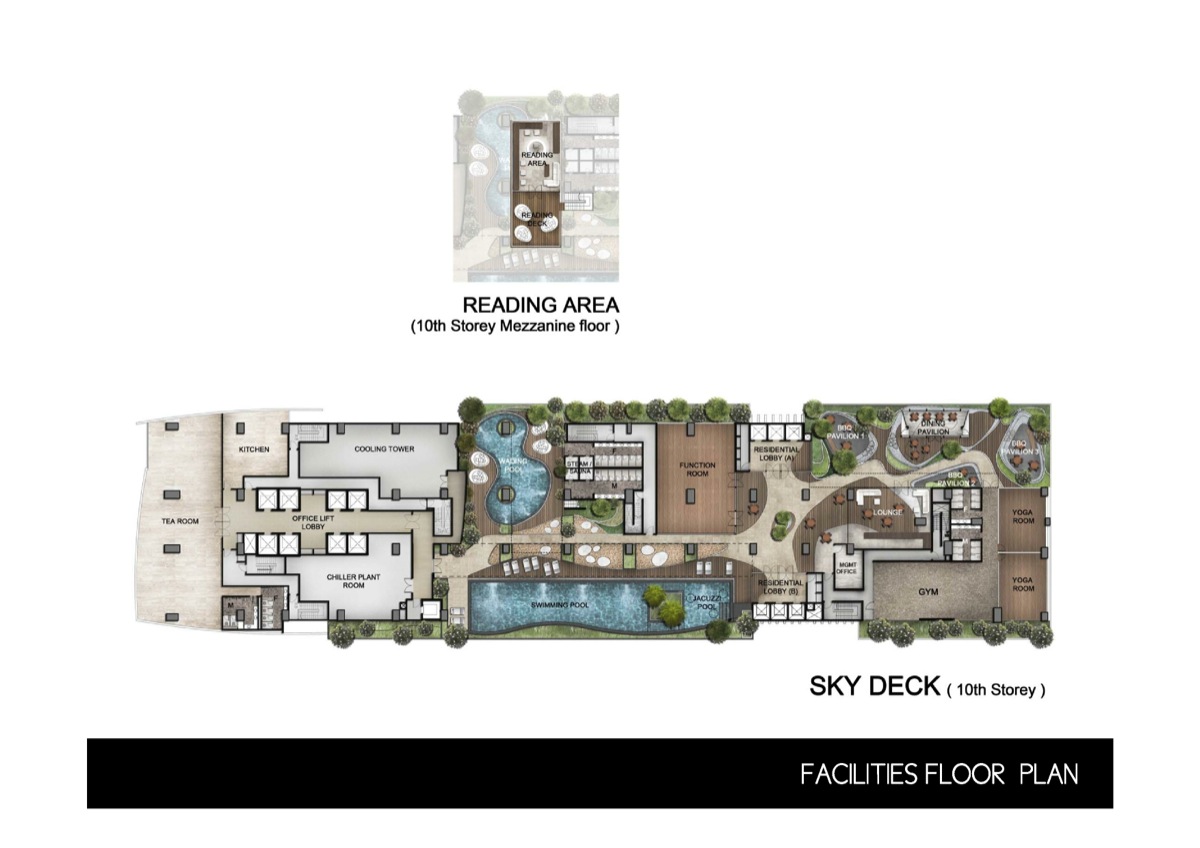 READING
AREA
READING
DECK
READING AREA
(10th Storey Mezzanine floor )
TEA ROOM
KITCHEN
COOLING TOWER
OFFICE LIFT
LOBBY
CHILLER PLANT
ROOM
M
WADING
POOL
STEAM /
SAUNA
M
FUNCTION
ROOM
SWIMMING POOL
JACUZZI
POOL
RESIDENTIAL
LOBBY (A)
RESIDENTIAL
LOBBY (B)
BBQ
PAVILION 1
DINING
PAVILION
BBQ
PAVILION 3
BBQ
PAVILION 2
LOUNGE
MGMT
OFFICE
GYM
YOGA
ROOM
YOGA
ROOM
SKY DECK ( 10th Storey )
FACILITIES FLOOR PLAN